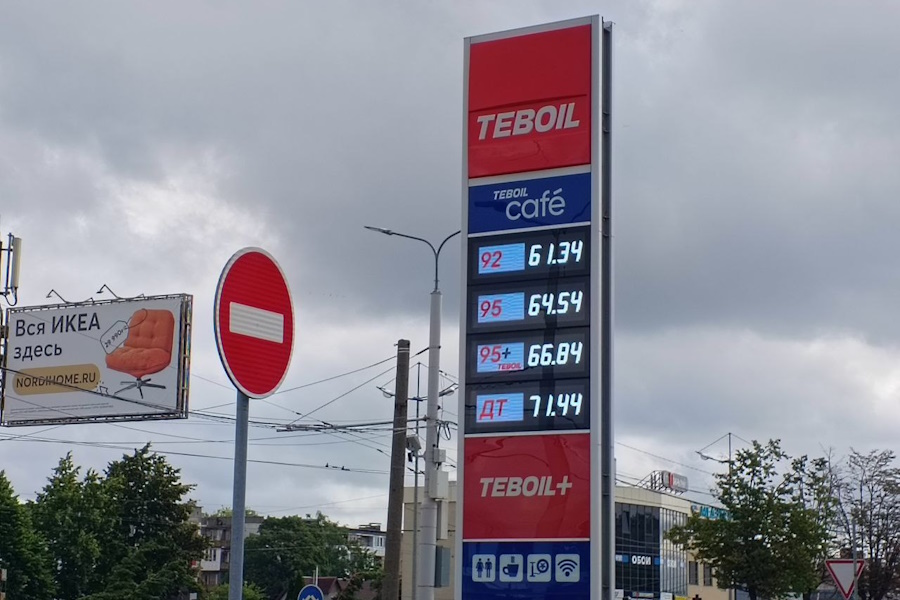 TEBOIL
TEBOIL
café
92 61.34
95 64.54
95+ TEBOIL 66.84
ДТ 71.44
TEBOIL+
Вся ИКЕА
здесь
NORDHOME.RU
ОБОИ